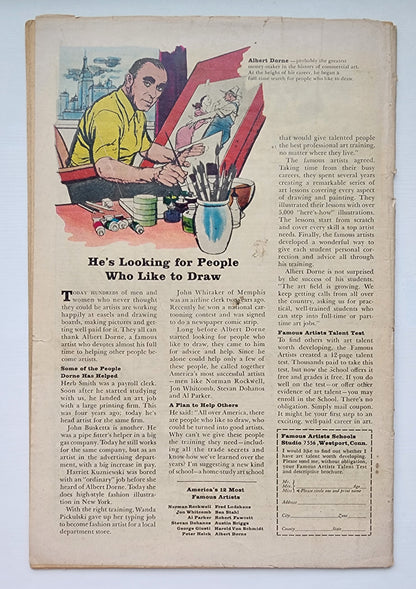 Albert Dorne — probably the greatest
money-maker in the history of commercial art.
At the height of his career, he began a
full-time search for people who like to draw.
He's Looking for People
Who Like to Draw
TODAY HUNDREDS of men and
women who never thought
they could be artists are working
happily at easels and drawing
boards, making pictures and get-
ting well paid for it. They all can
thank Albert Dorne, a famous
artist who devotes almost his full
time to helping other people be-
come artists.
Some of the People
Dorne Has Helped
Herb Smith was a payroll clerk.
Soon after he started studying
with us, he landed an art job
with a large printing firm. This
was four years ago, today he's
head artist for the same firm.
John Busketta is another. He
was a pipe fitter's helper in a big
gas company. Today he still works
for the same company, but as an
artist in the advertising depart-
ment, with a big increase in pay.
Harriet Kuzniewski was bored
with an "ordinary" job before she
heard of Albert Dorne. Today she
does high-style fashion illustra-
tion in New York.
With the right training, Wanda
Pickulski gave up her typing job
to become fashion artist for a local
department store.
John Whitaker of Memphis
was an airline clerk two years ago.
Recently he won a national car-
tooning contest and was signed
to do a newspaper comic strip.
Long before Albert Dorne
started looking for people who
like to draw, they came to him
for advice and help. Since he
alone could help only a few of
these people, he called together
America's most successful artists
— men like Norman Rockwell,
Jon Whitcomb, Stevan Dohanos
and Al Parker.
A Plan to Help Others
He said: "All over America, there
are people who like to draw, who
could be turned into good artists.
Why can't we give these people
the training they need — includ-
ing all the trade secrets and
know-how we've learned over the
years? I'm suggesting a new kind
of school — a home-study art school
America's 12 Most
Famous Artists
Norman Rockwell Fred Ludekens
Jon Whitcomb Ben Stahl
Al Parker Robert Fawcett
Stevan Dohanos Austin Briggs
George Giusti Harold Von Schmidt
Peter Helck Albert Dorne
that would give talented people
the best professional art training,
no matter where they live."
The famous artists agreed.
Taking time from their busy
careers, they spent several years
creating a remarkable series of
art lessons covering every aspect
of drawing and painting. They
illustrated their lessons with over
5,000 "here's-how" illustrations.
The lessons start from scratch
and cover every skill a top artist
needs. Finally, the famous artists
developed a wonderful way to
give each student personal cor-
rection and advice all through
his training.
Albert Dorne is not surprised
by the success of his students.
"The art field is growing. We
keep getting calls from all over
the country, asking us for prac-
tical, well-trained students who
can step into full-time or part-
time art jobs."
Famous Artists Talent Test
To find others with art talent
worth developing, the Famous
Artists created a 12-page talent
test. Thousands paid to take this
test, but now the School offers it
free and grades it free. If you do
well on the test — or offer other
evidence of art talent — you may
enroll in the School. There's no
obligation. Simply mail coupon.
It might be your first step to an
exciting, well-paid career in art.
Famous Artists Schools
Studio 7356, Westport, Conn.
I would like to find out whether I
have art talent worth developing.
Please send me, without obligation,
your Famous Artists Talent Test
and descriptive brochure.
Mr.
Mrs. Age
Miss Please circle one and print name
Address
City Zone
County State